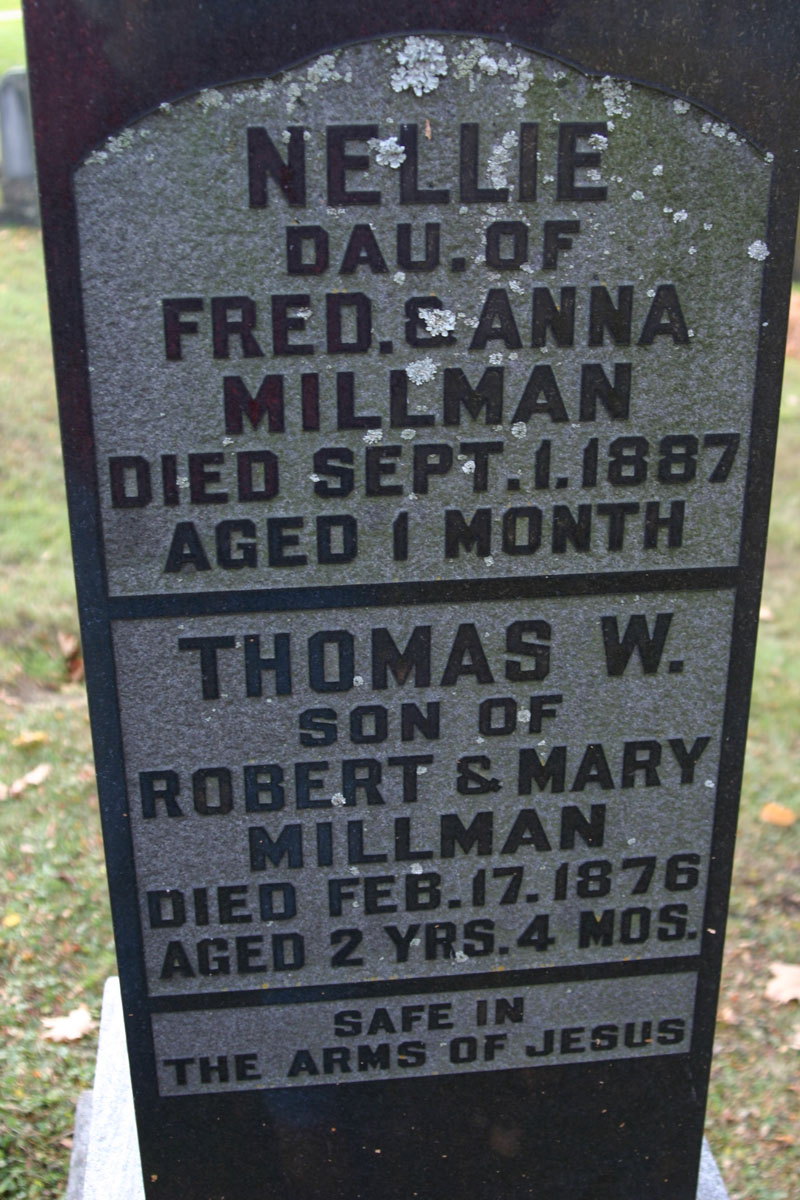 NELLIE
DAU. OF
FRED. & ANNA
MILLMAN
DIED SEPT. 1. 1887
AGED 1 MONTH
THOMAS W.
SON OF
ROBERT & MARY
MILLMAN
DIED FEB. 17. 1876
AGED 2 YRS. 4 MOS.
SAFE IN
THE ARMS OF JESUS